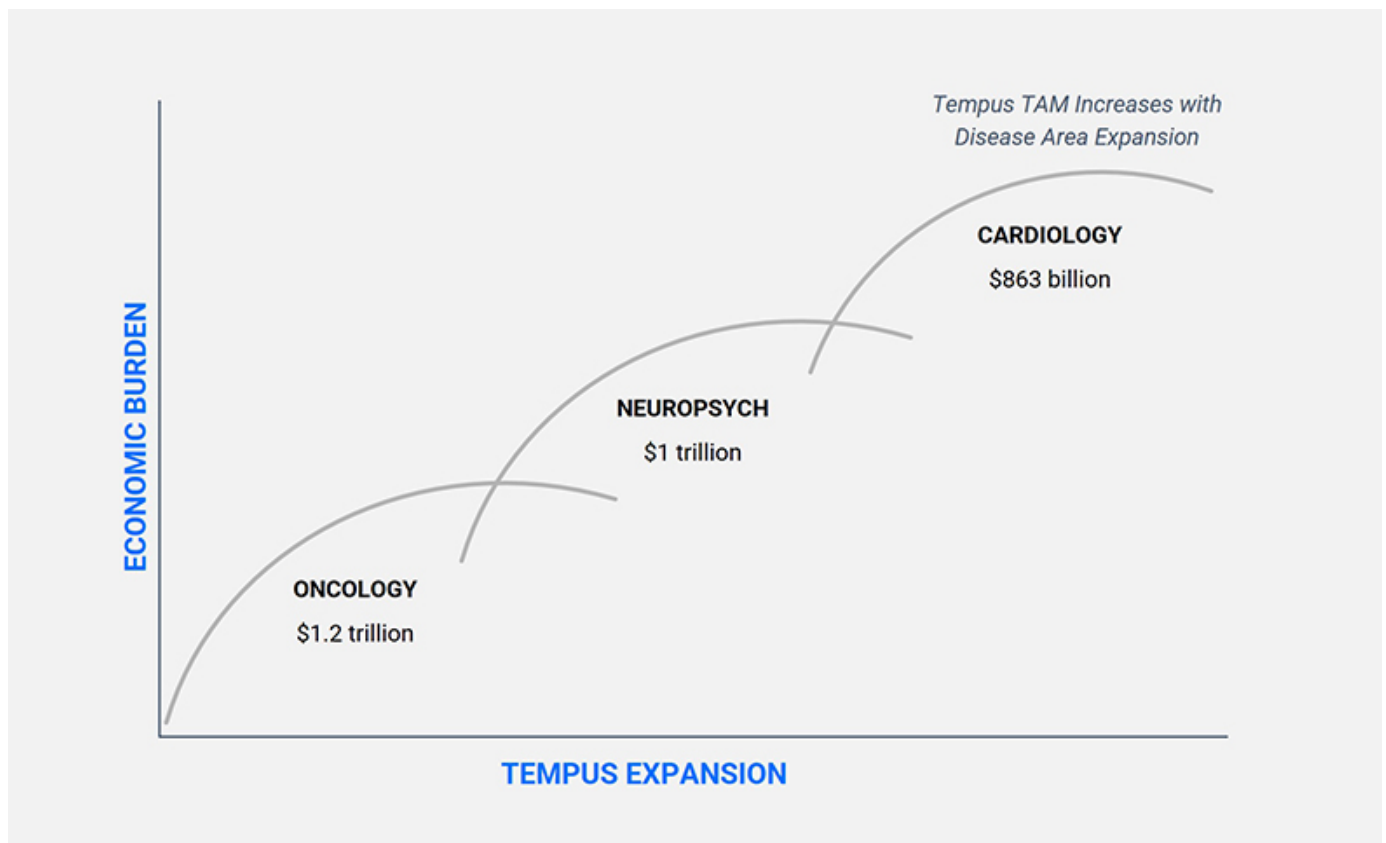 Tempus TAM Increases with
Disease Area Expansion
CARDIOLOGY
$863 billion
ECONOMIC BURDEN
NEUROPSYCH
$1 trillion
ONCOLOGY
$1.2 trillion
TEMPUS EXPANSION